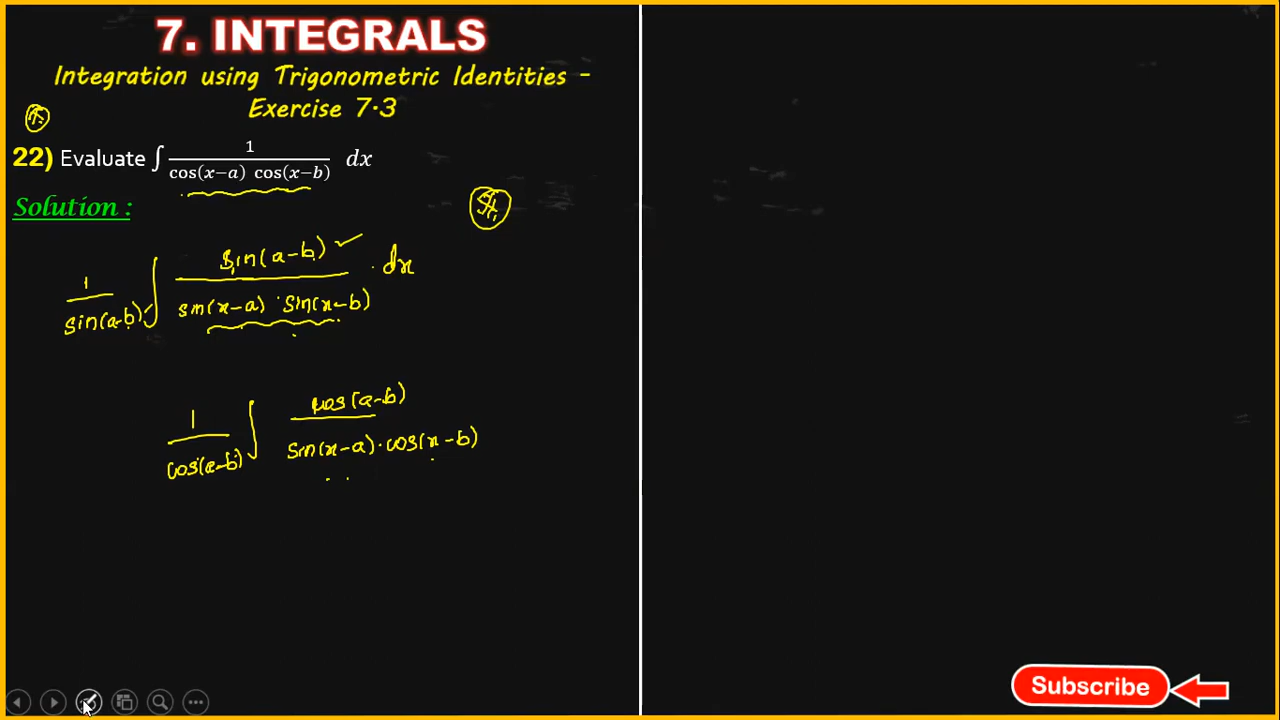 7. INTEGRALS
Integration using Trigonometric Identities -
Exercise 7.3
22) Evaluate ∫ 1 / cos(x−a) cos(x−b) dx
Solution :
1 / sin(a-b) ∫ sin(a-b) / sin(x-a) · sin(x-b) · dx
1 / cos(a-b) ∫ cos(a-b) / sin(x-a) · cos(x-b)
Subscribe